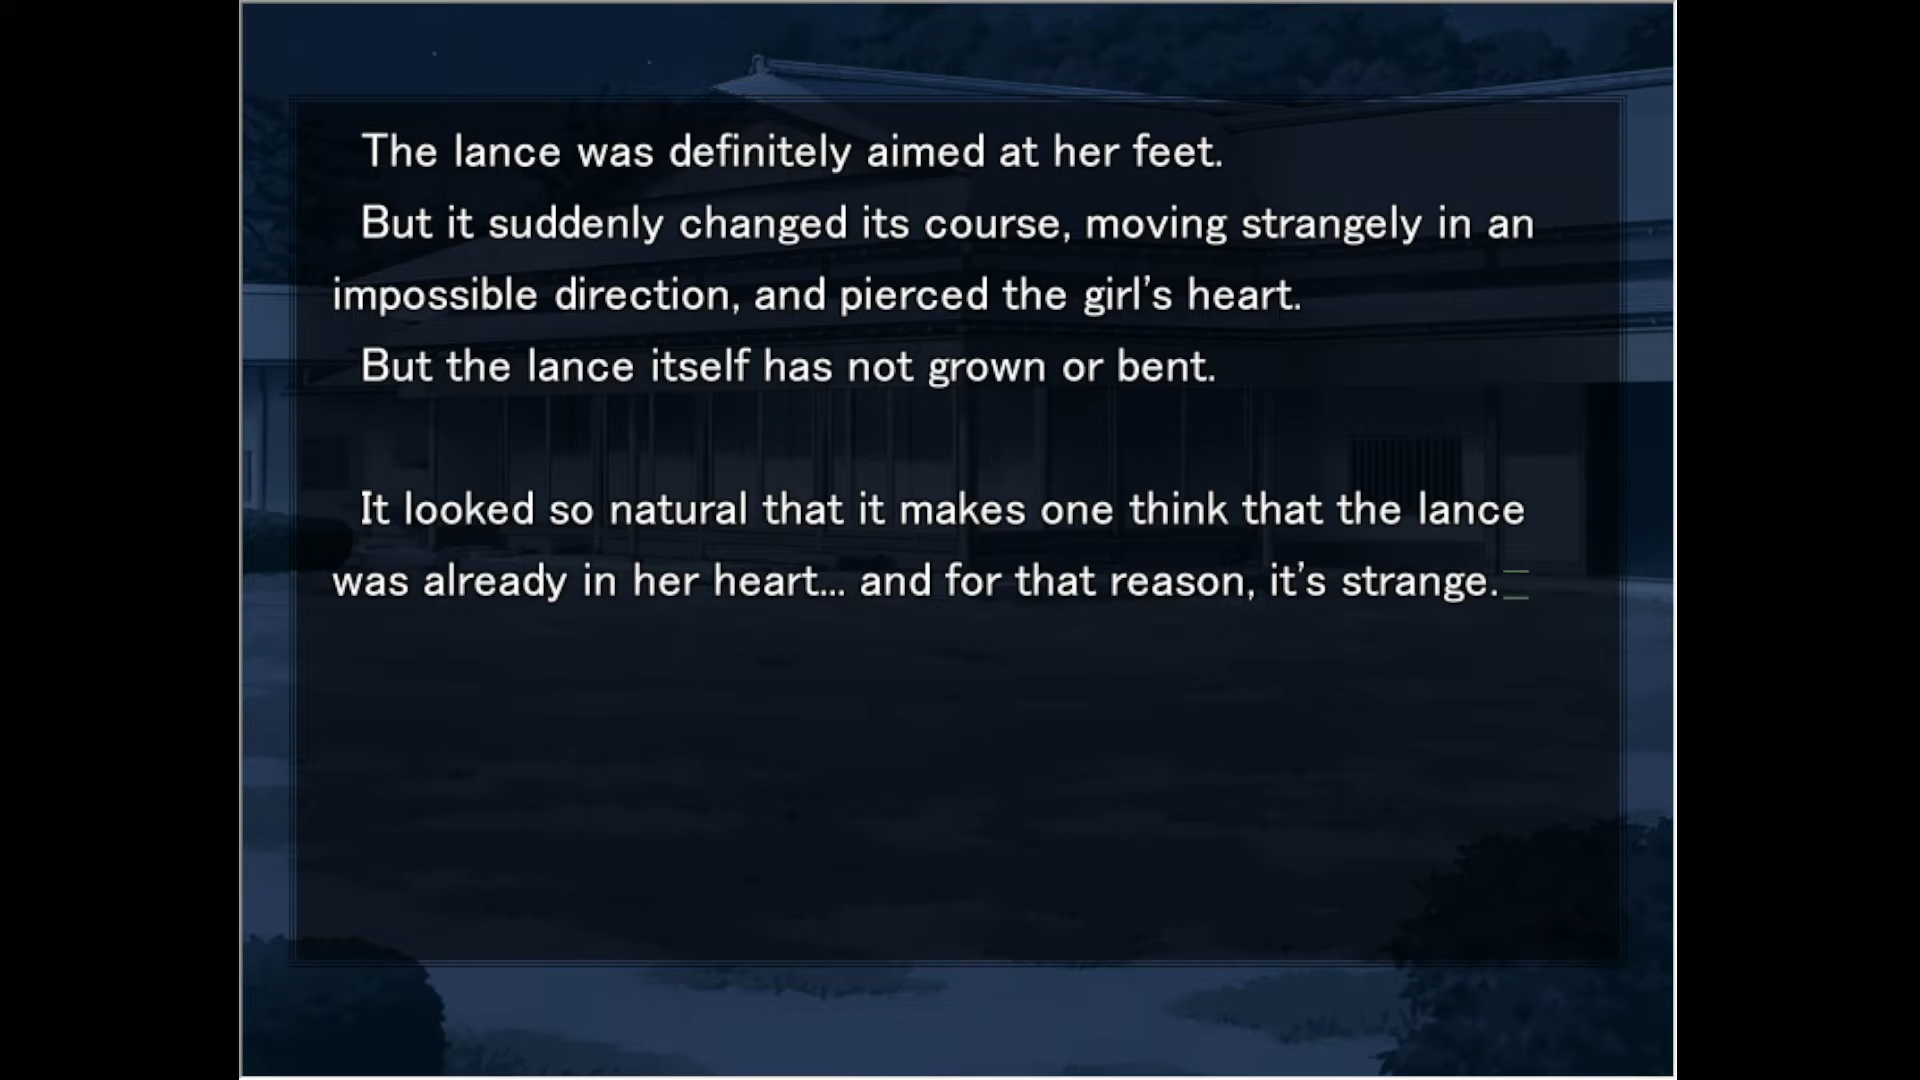 The lance was definitely aimed at her feet.
But it suddenly changed its course, moving strangely in an
impossible direction, and pierced the girl's heart.
But the lance itself has not grown or bent.
It looked so natural that it makes one think that the lance
was already in her heart... and for that reason, it's strange.